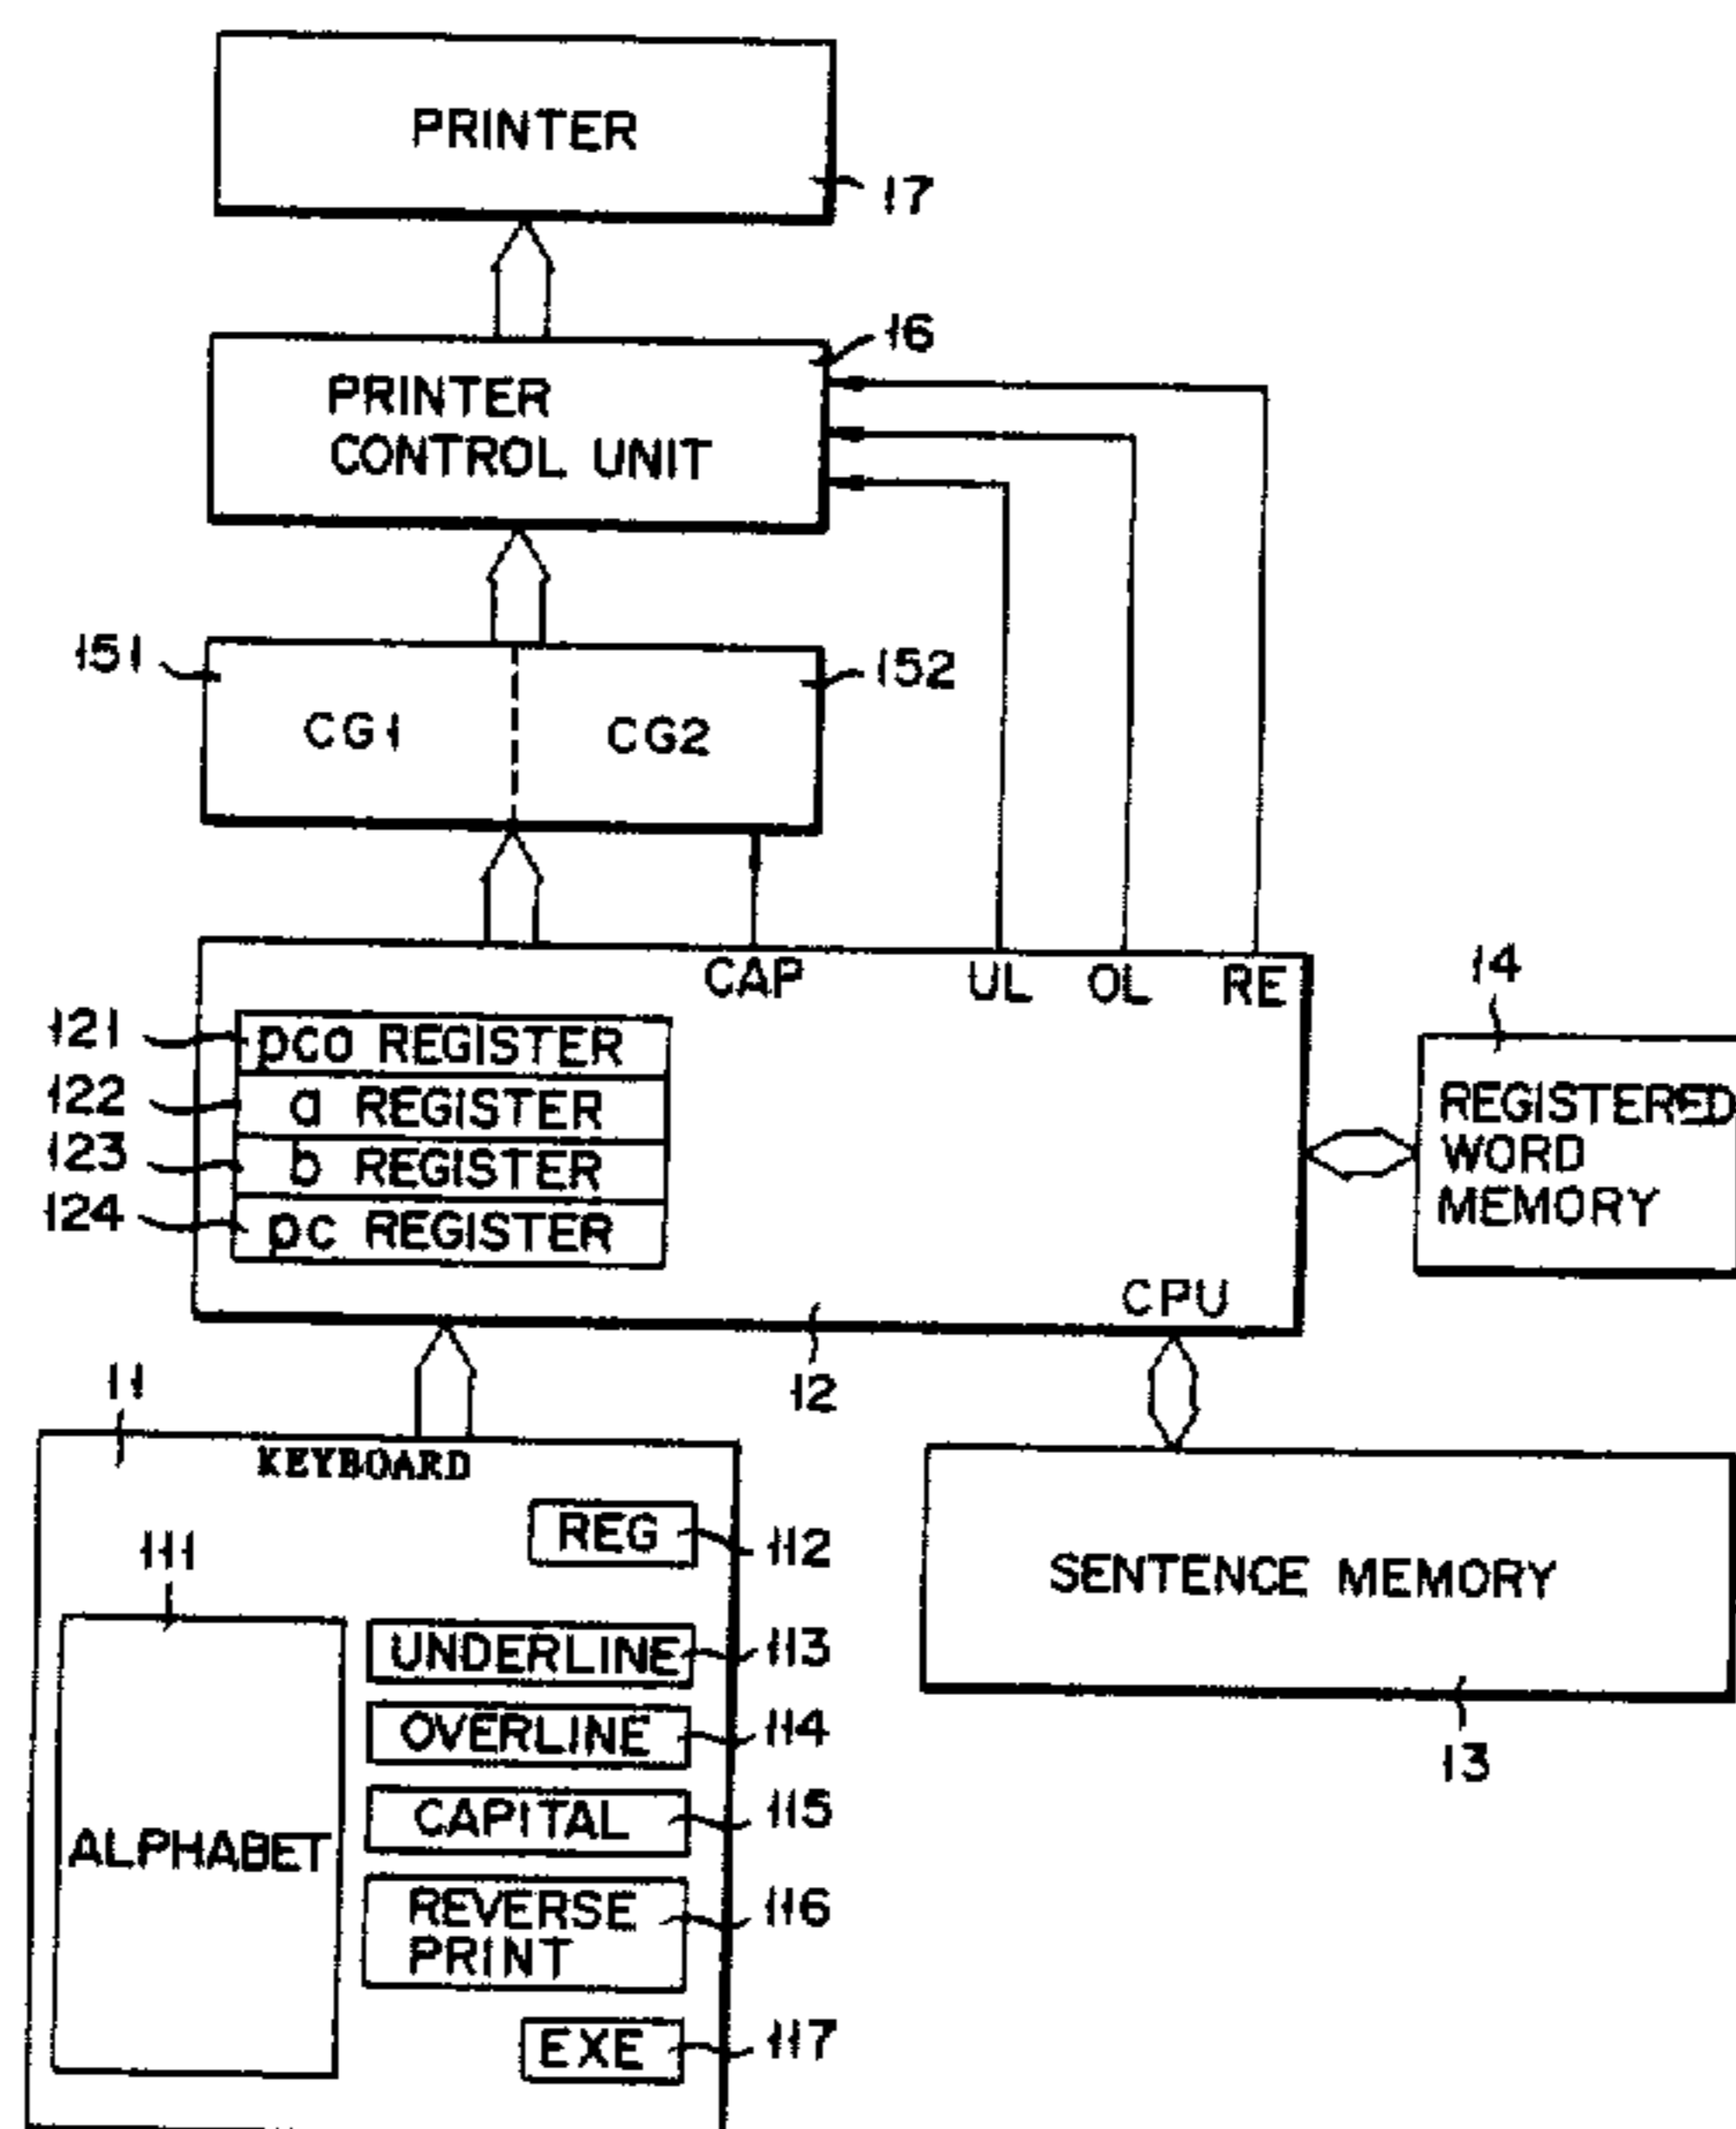 PRINTER
17
16
PRINTER
CONTROL UNIT
151
152
CG1
CG2
CAP UL OL RE
14
121
pco REGISTER
122
a REGISTER
123
b REGISTER
124
pc REGISTER
REGISTERED
WORD
MEMORY
CPU
12
11
KEYBOARD
REG
112
111
UNDERLINE
113
OVERLINE
114
CAPITAL
115
ALPHABET
REVERSE
PRINT
116
EXE
117
SENTENCE MEMORY
13